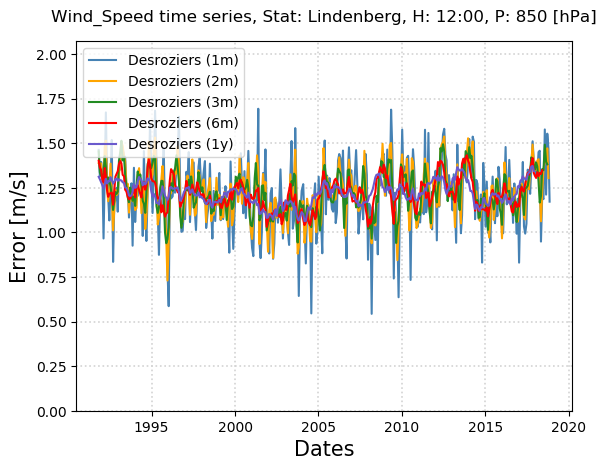 Wind_Speed time series, Stat: Lindenberg, H: 12:00, P: 850 [hPa]
Desroziers (1m)
Desroziers (2m)
Desroziers (3m)
Desroziers (6m)
Desroziers (1y)
Error [m/s]
2.00
1.75
1.50
1.25
1.00
0.75
0.50
0.25
0.00
1995 2000 2005 2010 2015 2020
Dates